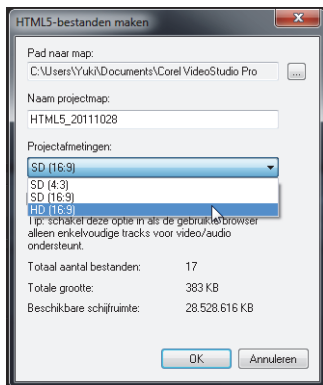 HTML5-bestanden maken
Pad naar map:
C:\Users\Yuki\Documents\Corel VideoStudio Pro
...
Naam projectmap:
HTML5_20111028
Projectafmetingen:
SD (16:9)
SD (4:3)
SD (16:9)
HD (16:9)
Tip: schakel deze optie in als de gebruikte browser
alleen enkelvoudige tracks voor video/audio
ondersteunt.
Totaal aantal bestanden: 17
Totale grootte: 383 KB
Beschikbare schijfruimte: 28.528.616 KB
OK Annuleren